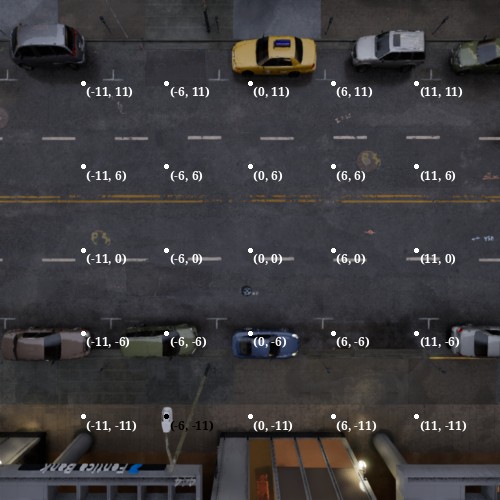 (-11, 11) (-6, 11) (0, 11) (6, 11) (11, 11)
(-11, 6) (-6, 6) (0, 6) (6, 6) (11, 6)
(-11, 0) (-6, 0) (0, 0) (6, 0) (11, 0)
(-11, -6) (-6, -6) (0, -6) (6, -6) (11, -6)
(-11, -11) (-6, -11) (0, -11) (6, -11) (11, -11)
Fontica Bank